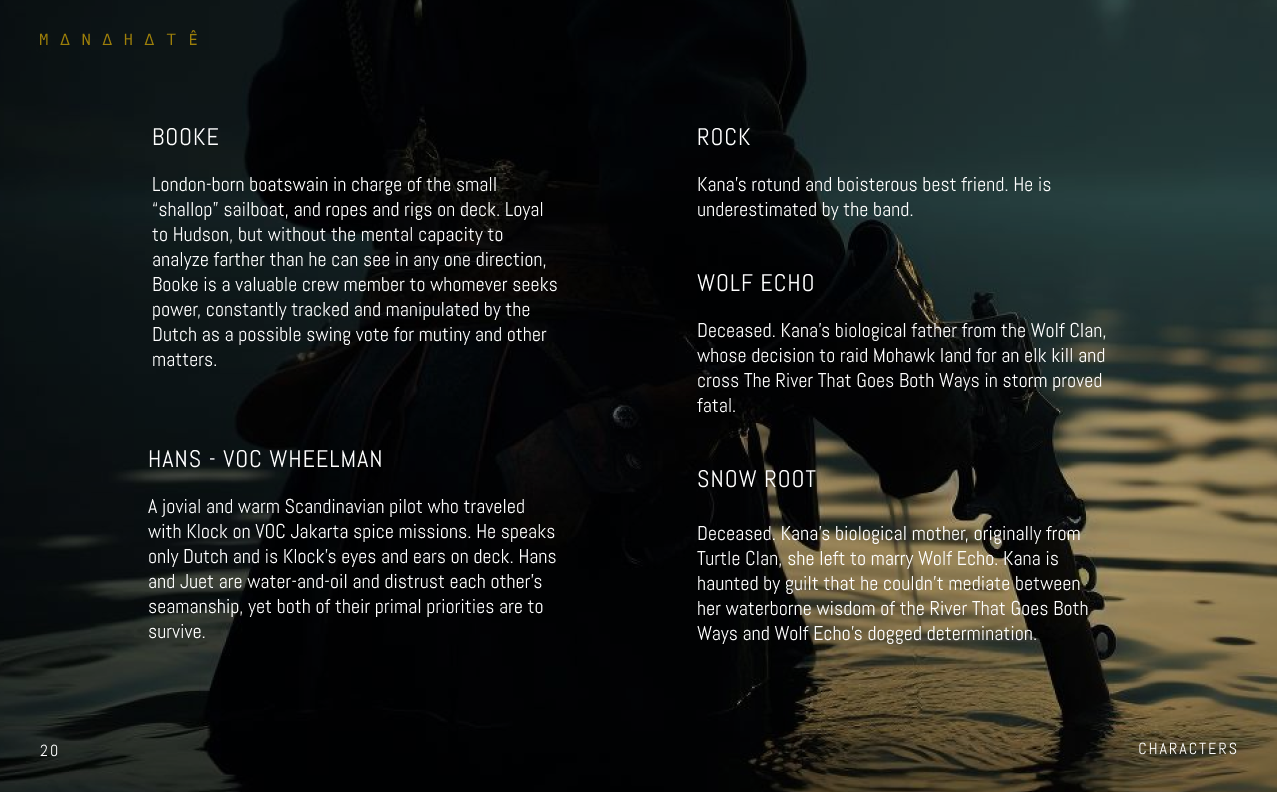 M Δ N Δ H Δ T Ê
BOOKE
London-born boatswain in charge of the small
“shallop” sailboat, and ropes and rigs on deck. Loyal
to Hudson, but without the mental capacity to
analyze farther than he can see in any one direction,
Booke is a valuable crew member to whomever seeks
power, constantly tracked and manipulated by the
Dutch as a possible swing vote for mutiny and other
matters.
HANS - VOC WHEELMAN
A jovial and warm Scandinavian pilot who traveled
with Klock on VOC Jakarta spice missions. He speaks
only Dutch and is Klock’s eyes and ears on deck. Hans
and Juet are water-and-oil and distrust each other’s
seamanship, yet both of their primal priorities are to
survive.
ROCK
Kana’s rotund and boisterous best friend. He is
underestimated by the band.
WOLF ECHO
Deceased. Kana’s biological father from the Wolf Clan,
whose decision to raid Mohawk land for an elk kill and
cross The River That Goes Both Ways in storm proved
fatal.
SNOW ROOT
Deceased. Kana’s biological mother, originally from
Turtle Clan, she left to marry Wolf Echo. Kana is
haunted by guilt that he couldn’t mediate between
her waterborne wisdom of the River That Goes Both
Ways and Wolf Echo’s dogged determination.
20
CHARACTERS